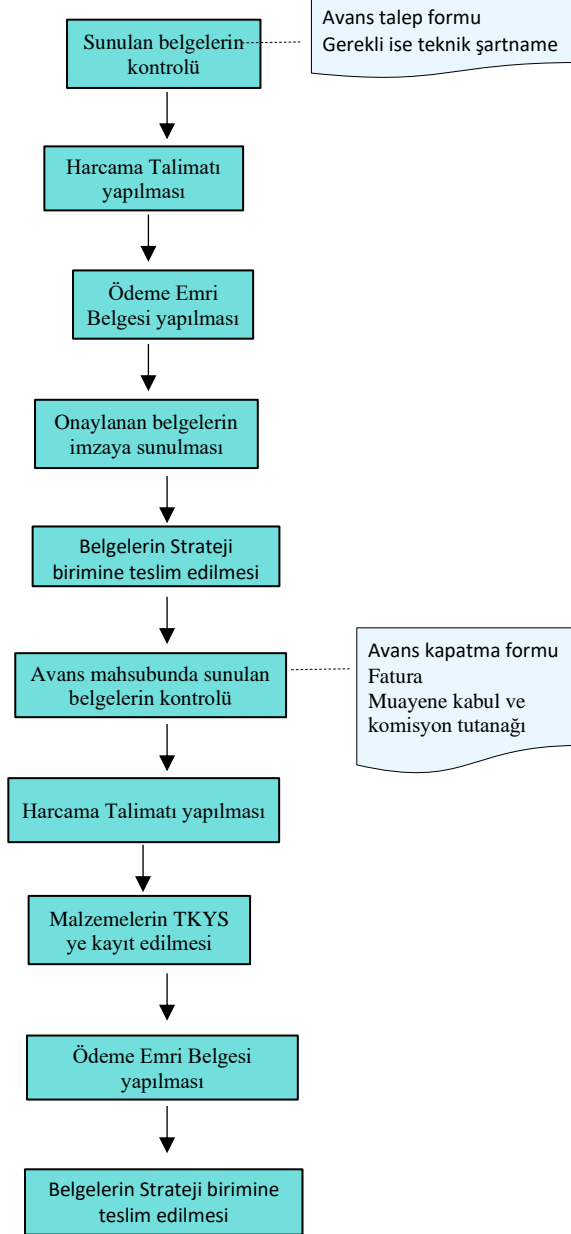 Avans talep formu
Gerekli ise teknik şartname
Sunulan belgelerin
kontrolü
Harcama Talimatı
yapılması
Ödeme Emri
Belgesi yapılması
Onaylanan belgelerin
imzaya sunulması
Belgelerin Strateji
birimine teslim edilmesi
Avans mahsubunda sunulan
belgelerin kontrolü
Avans kapatma formu
Fatura
Muayene kabul ve
komisyon tutanağı
Harcama Talimatı yapılması
Malzemelerin TKYS
ye kayıt edilmesi
Ödeme Emri Belgesi
yapılması
Belgelerin Strateji birimine
teslim edilmesi